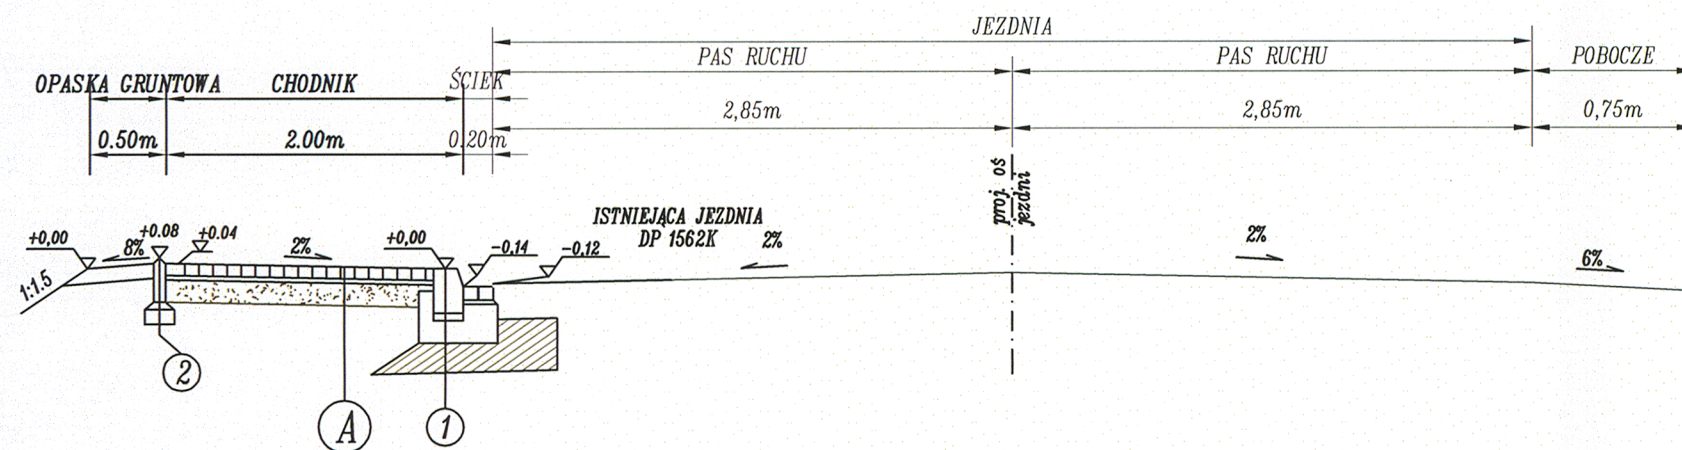 JEZDNIA
PAS RUCHU
PAS RUCHU
POBOCZE
OPASKA GRUNTOWA
CHODNIK
ŚCIEK
2,85m
2,85m
0,75m
0.50m
2.00m
0.20m
proj. oś
jezdni
ISTNIEJĄCA JEZDNIA
DP 1562K
+0,00
8%
+0.08
+0.04
2%
+0,00
-0,14
-0,12
2%
2%
6%
1:1.5
2
A
1